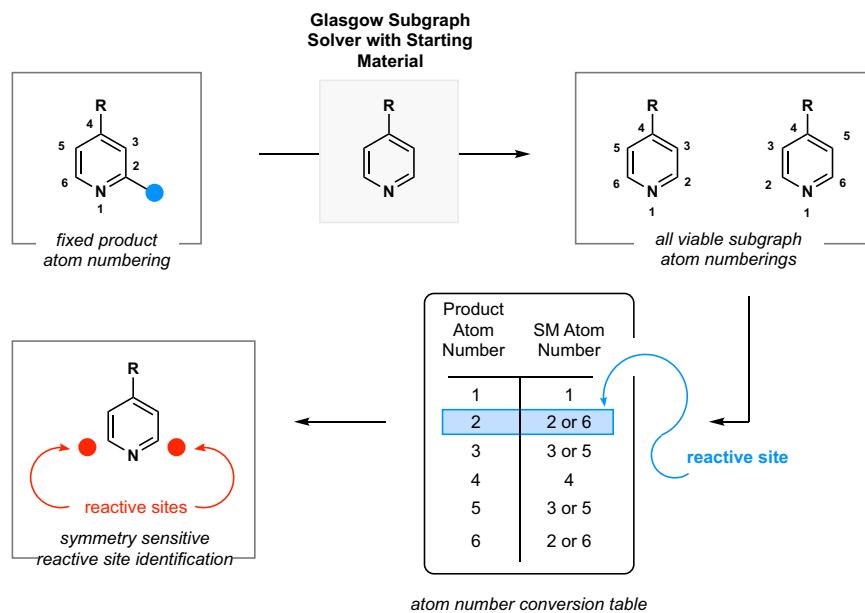 Glasgow Subgraph
Solver with Starting
Material
R
4
5
3
2
6
N
1
fixed product
atom numbering
R
N
R
4
5
3
6
2
N
1
R
4
5
3
2
6
N
1
all viable subgraph
atom numberings
Product
Atom
Number
SM Atom
Number
1 1
2 2 or 6
3 3 or 5
4 4
5 3 or 5
6 2 or 6
reactive site
atom number conversion table
R
N
reactive sites
symmetry sensitive
reactive site identification